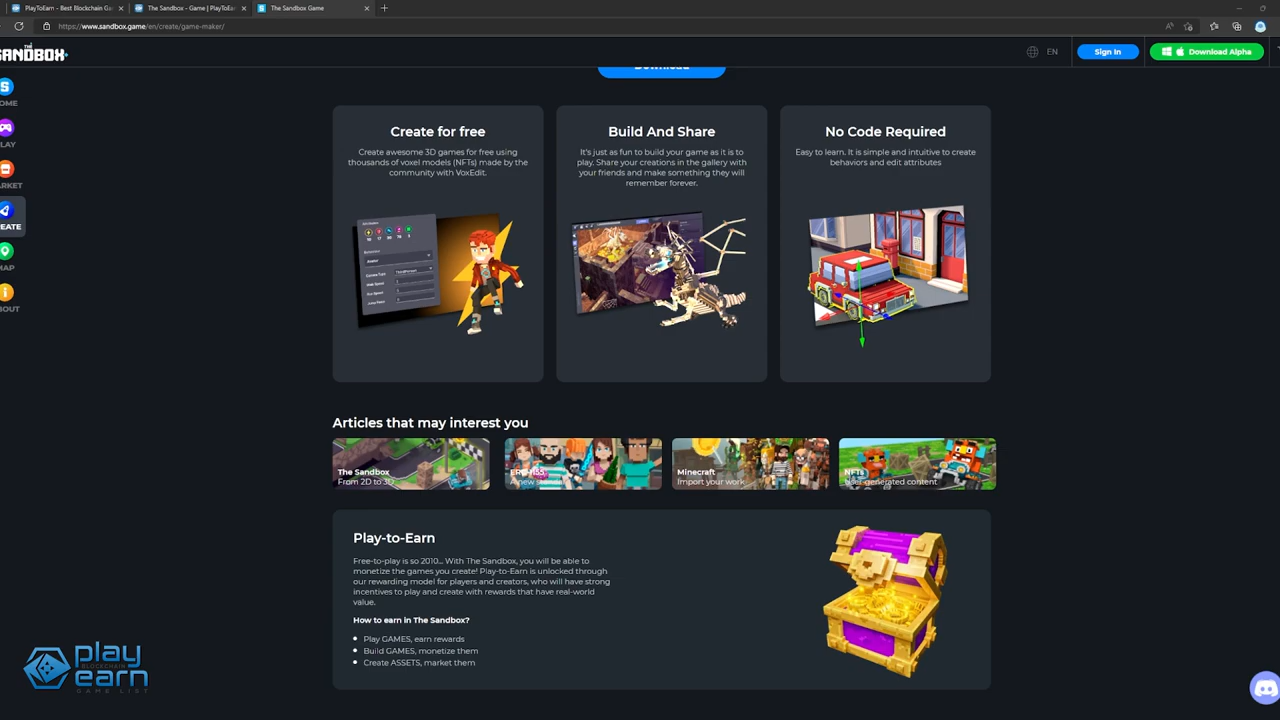 PlayToEarn - Best Blockchain Ga
The Sandbox - Game | PlayToEa
The Sandbox Game
https://www.sandbox.game/en/create/game-maker/
THE
SANDBOX
EN
Sign In
Download Alpha
OME
LAY
ARKET
REATE
MAP
BOUT
Download
Create for free
Create awesome 3D games for free using
thousands of voxel models (NFTs) made by the
community with VoxEdit.
Build And Share
It's just as fun to build your game as it is to
play. Share your creations in the gallery with
your friends and make something they will
remember forever.
No Code Required
Easy to learn. It is simple and intuitive to create
behaviors and edit attributes
Articles that may interest you
The Sandbox
From 2D to 3D
ERC-1155
A new standard
Minecraft
Import your work
NFTs
User-generated content
Play-to-Earn
Free-to-play is so 2010... With The Sandbox, you will be able to
monetize the games you create! Play-to-Earn is unlocked through
our rewarding model for players and creators, who will have strong
incentives to play and create with rewards that have real-world
value.
How to earn in The Sandbox?
Play GAMES, earn rewards
Build GAMES, monetize them
Create ASSETS, market them
play
BLOCKCHAIN
earn
GAME LIST